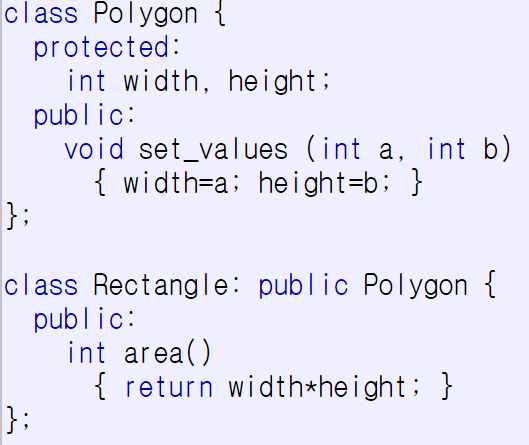 class Polygon {
  protected:
    int width, height;
  public:
    void set_values (int a, int b)
      { width=a; height=b; }
};

class Rectangle: public Polygon {
  public:
    int area()
      { return width*height; }
};